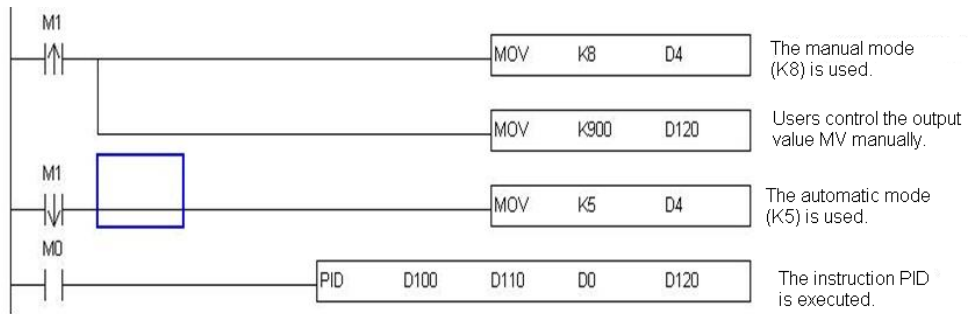 M1
MOV K8 D4
The manual mode
(K8) is used.
MOV K900 D120
Users control the output
value MV manually.
M1
MOV K5 D4
The automatic mode
(K5) is used.
M0
PID D100 D110 D0 D120
The instruction PID
is executed.